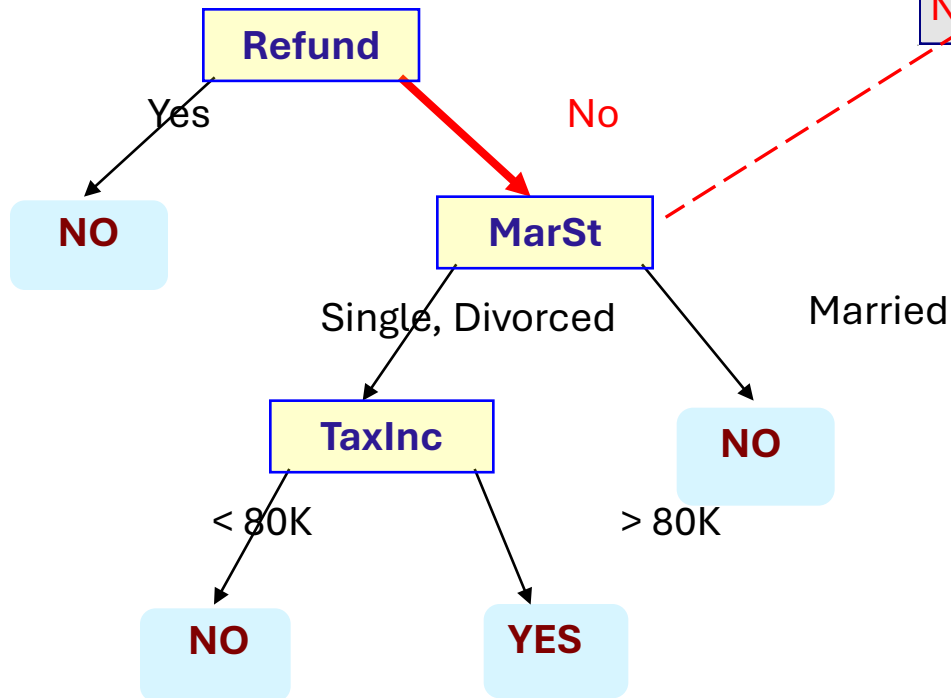 Refund
Yes
No
NO
MarSt
Single, Divorced
Married
TaxInc
NO
< 80K
> 80K
NO
YES